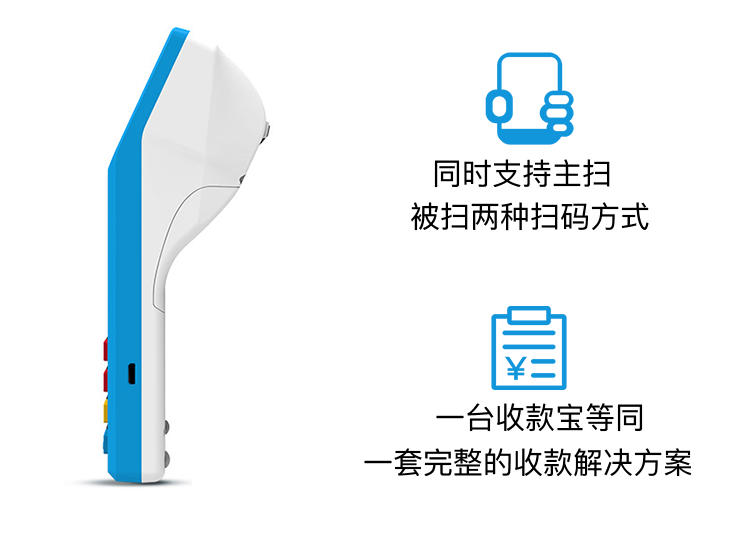 同时支持主扫
被扫两种扫码方式
¥
一台收款宝等同
一套完整的收款解决方案